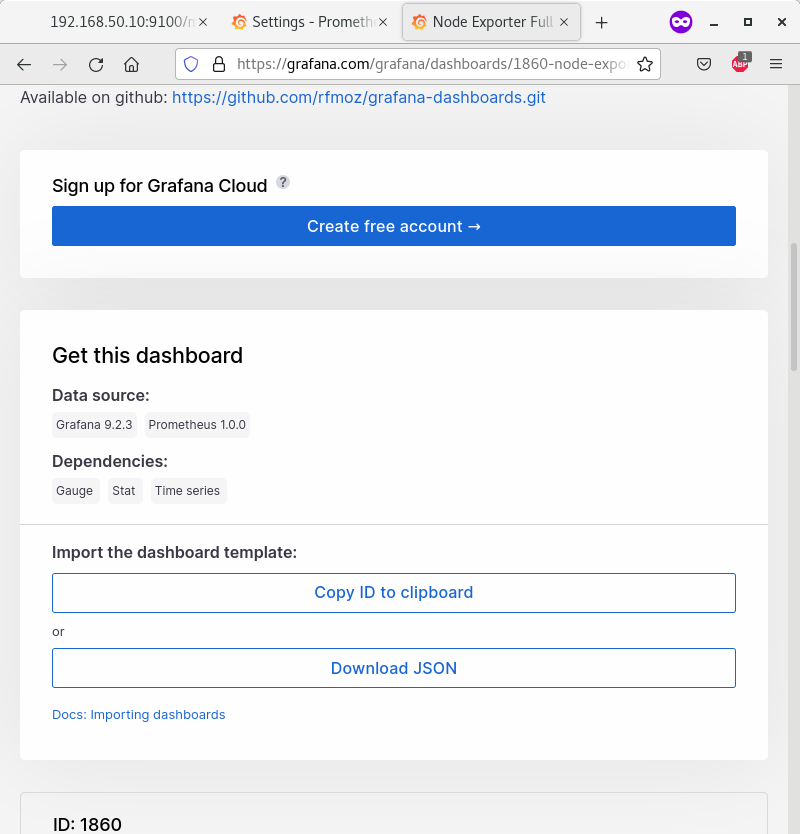 192.168.50.10:9100/m
Settings - Promethe
Node Exporter Full
https://grafana.com/grafana/dashboards/1860-node-expo
1
ABP
Available on github: https://github.com/rfmoz/grafana-dashboards.git
Sign up for Grafana Cloud ?
Create free account →
Get this dashboard
Data source:
Grafana 9.2.3 Prometheus 1.0.0
Dependencies:
Gauge Stat Time series
Import the dashboard template:
Copy ID to clipboard
or
Download JSON
Docs: Importing dashboards
ID: 1860